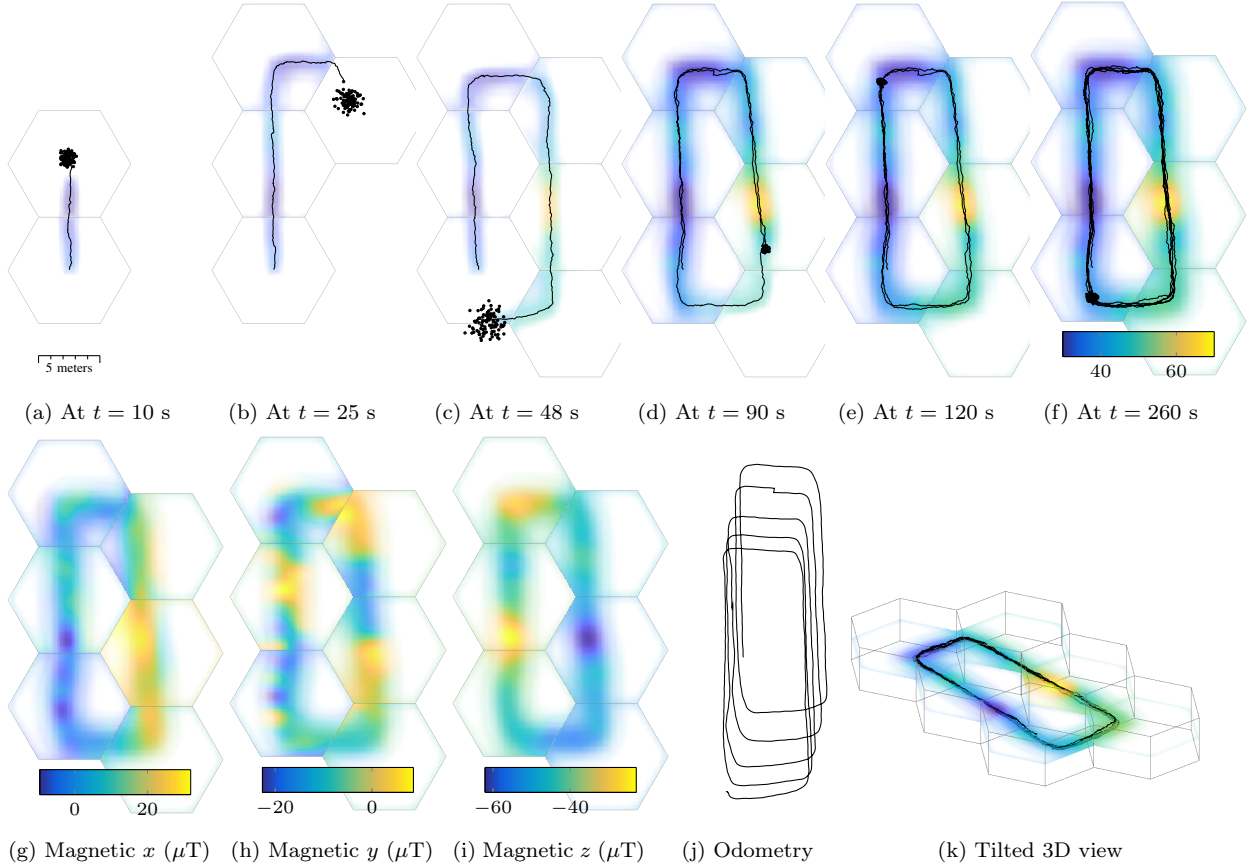 5 meters
40 60
(a) At t = 10 s (b) At t = 25 s (c) At t = 48 s (d) At t = 90 s (e) At t = 120 s (f) At t = 260 s
0 20 −20 0 −60 −40
(g) Magnetic x (μT) (h) Magnetic y (μT) (i) Magnetic z (μT) (j) Odometry (k) Tilted 3D view